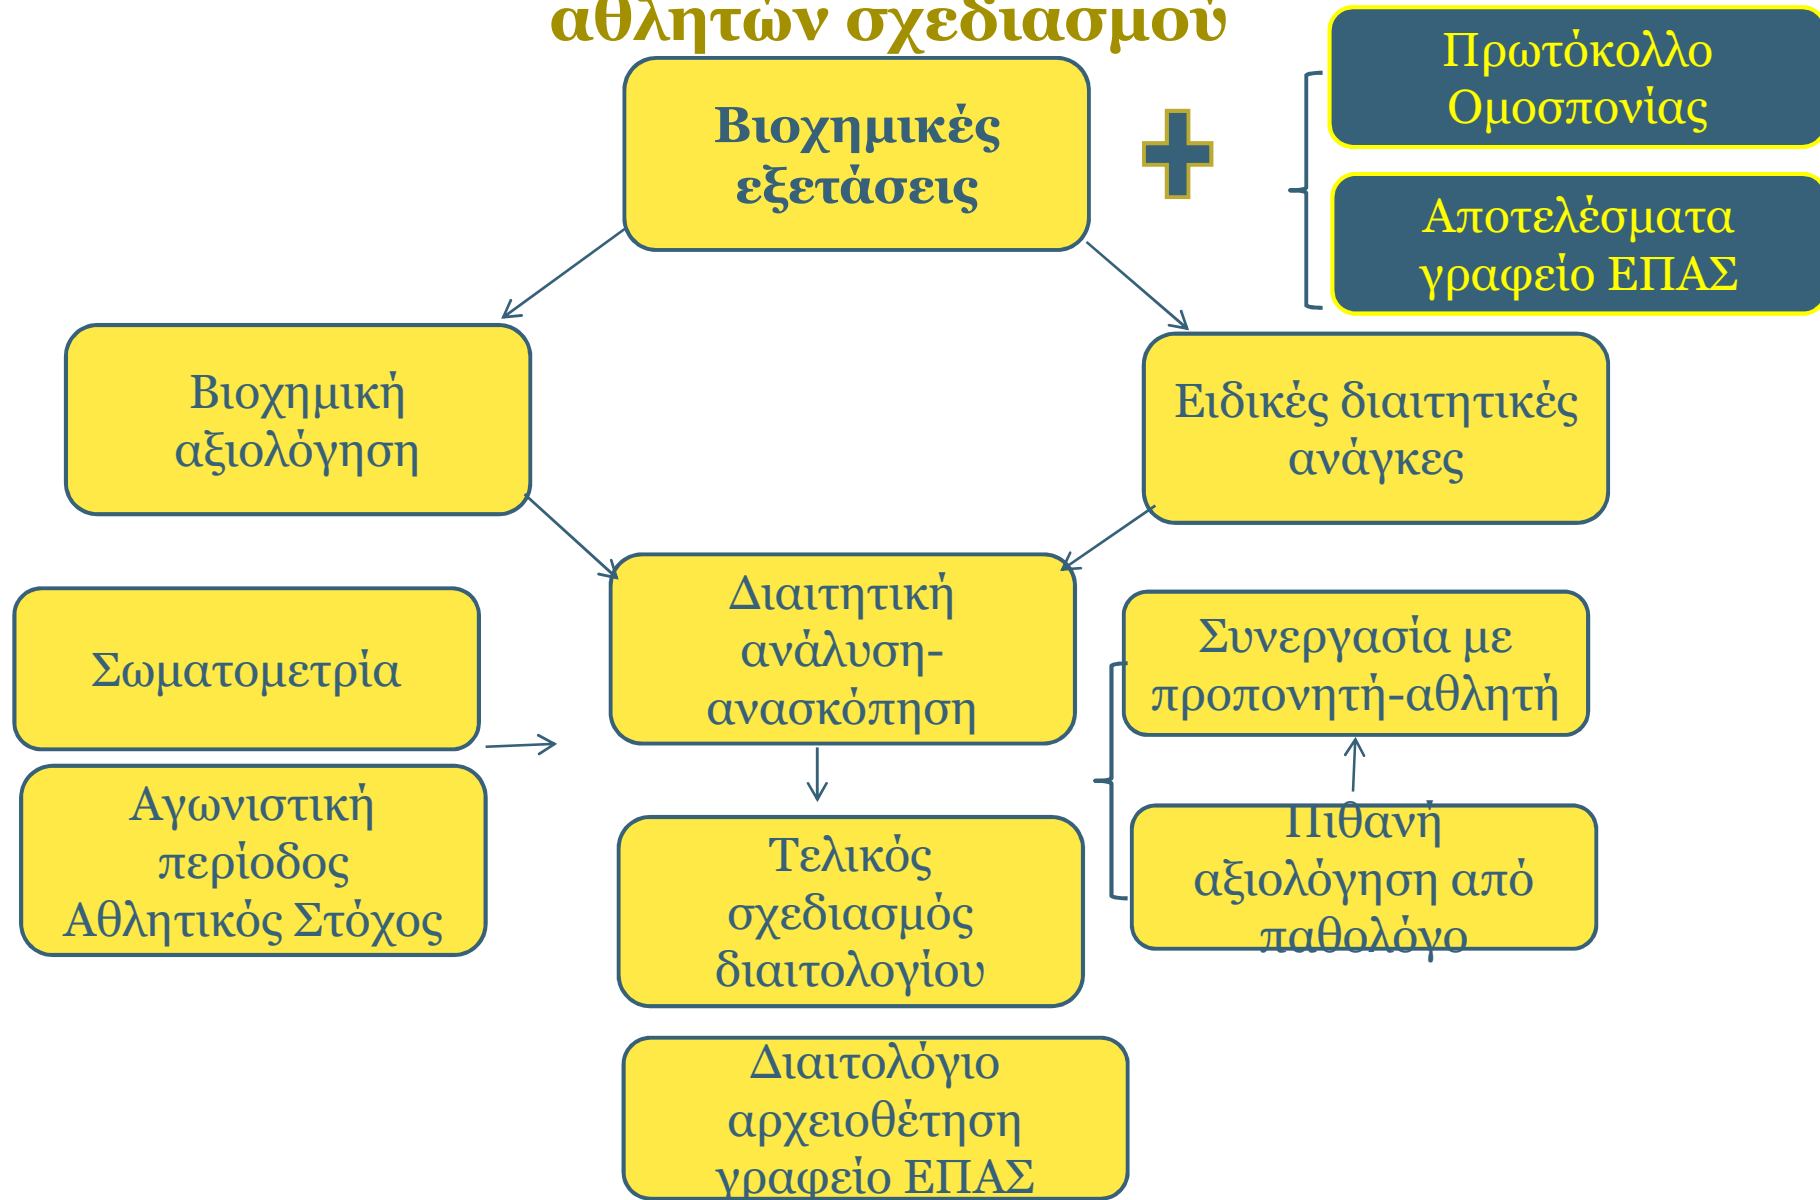 αθλητών σχεδιασμού
Βιοχημικές
εξετάσεις
Πρωτόκολλο
Ομοσπονίας
Αποτελέσματα
γραφείο ΕΠΑΣ
Βιοχημική
αξιολόγηση
Ειδικές διαιτητικές
ανάγκες
Διαιτητική
ανάλυση-
ανασκόπηση
Σωματομετρία
Συνεργασία με
προπονητή-αθλητή
Αγωνιστική
περίοδος
Αθλητικός Στόχος
Τελικός
σχεδιασμός
διαιτολογίου
Πιθανή
αξιολόγηση από
παθολόγο
Διαιτολόγιο
αρχειοθέτηση
γραφείο ΕΠΑΣ